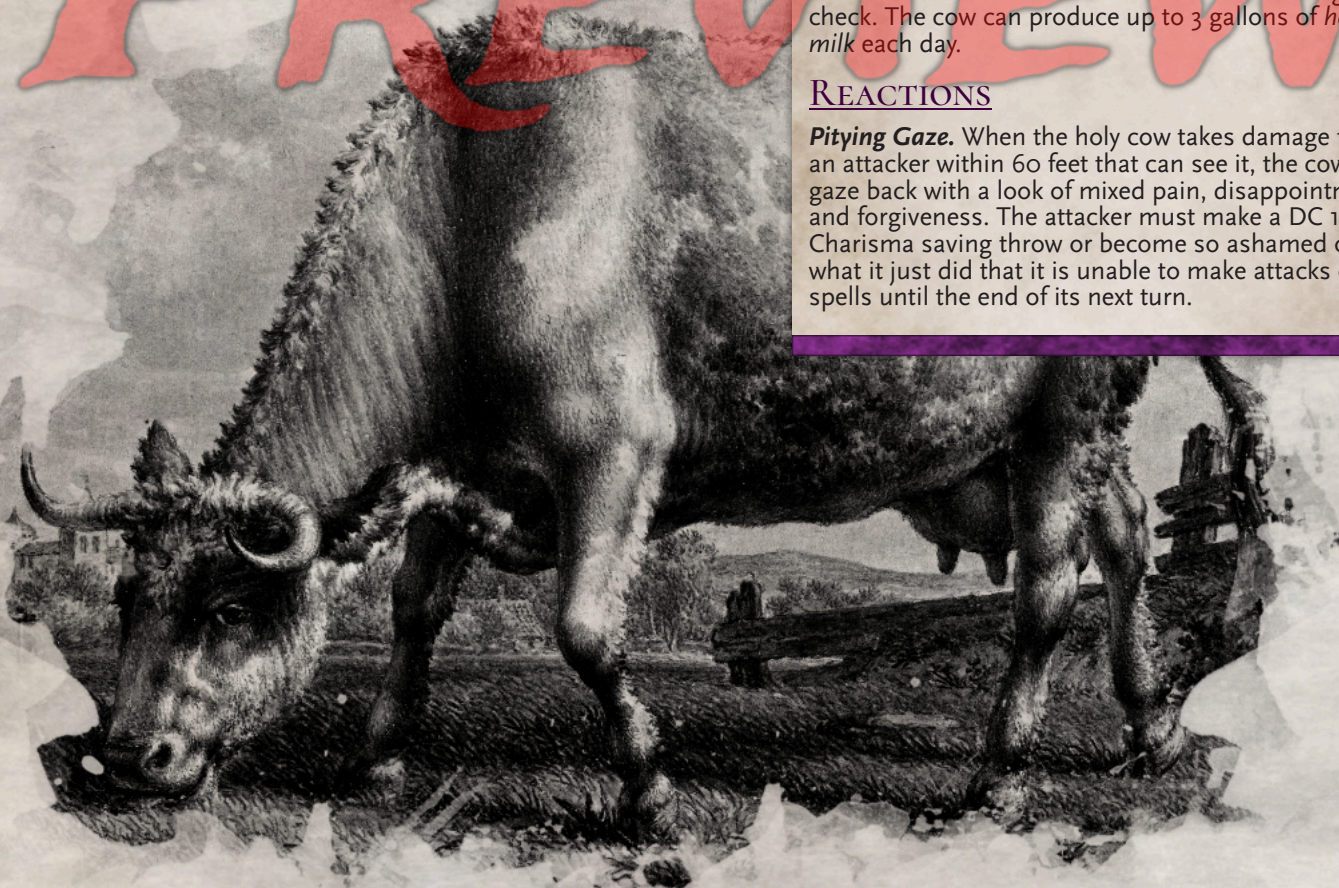 PREVIEW
check. The cow can produce up to 3 gallons of
milk each day.
REACTIONS
Pitying Gaze. When the holy cow takes damage
an attacker within 60 feet that can see it, the
gaze back with a look of mixed pain,
and forgiveness. The attacker must make a DC
Charisma saving throw or become so ashamed
what it just did that it is unable to make attacks
spells until the end of its next turn.